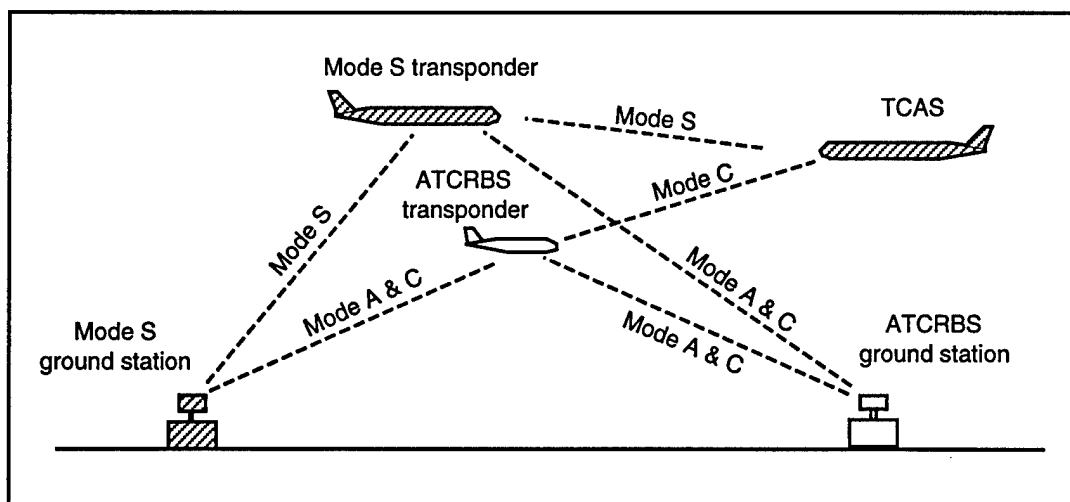 Mode S transponder
TCAS
Mode S
ATCRBS
transponder
Mode C
Mode S
Mode A & C
Mode A & C
Mode A & C
Mode S
ground station
ATCRBS
ground station